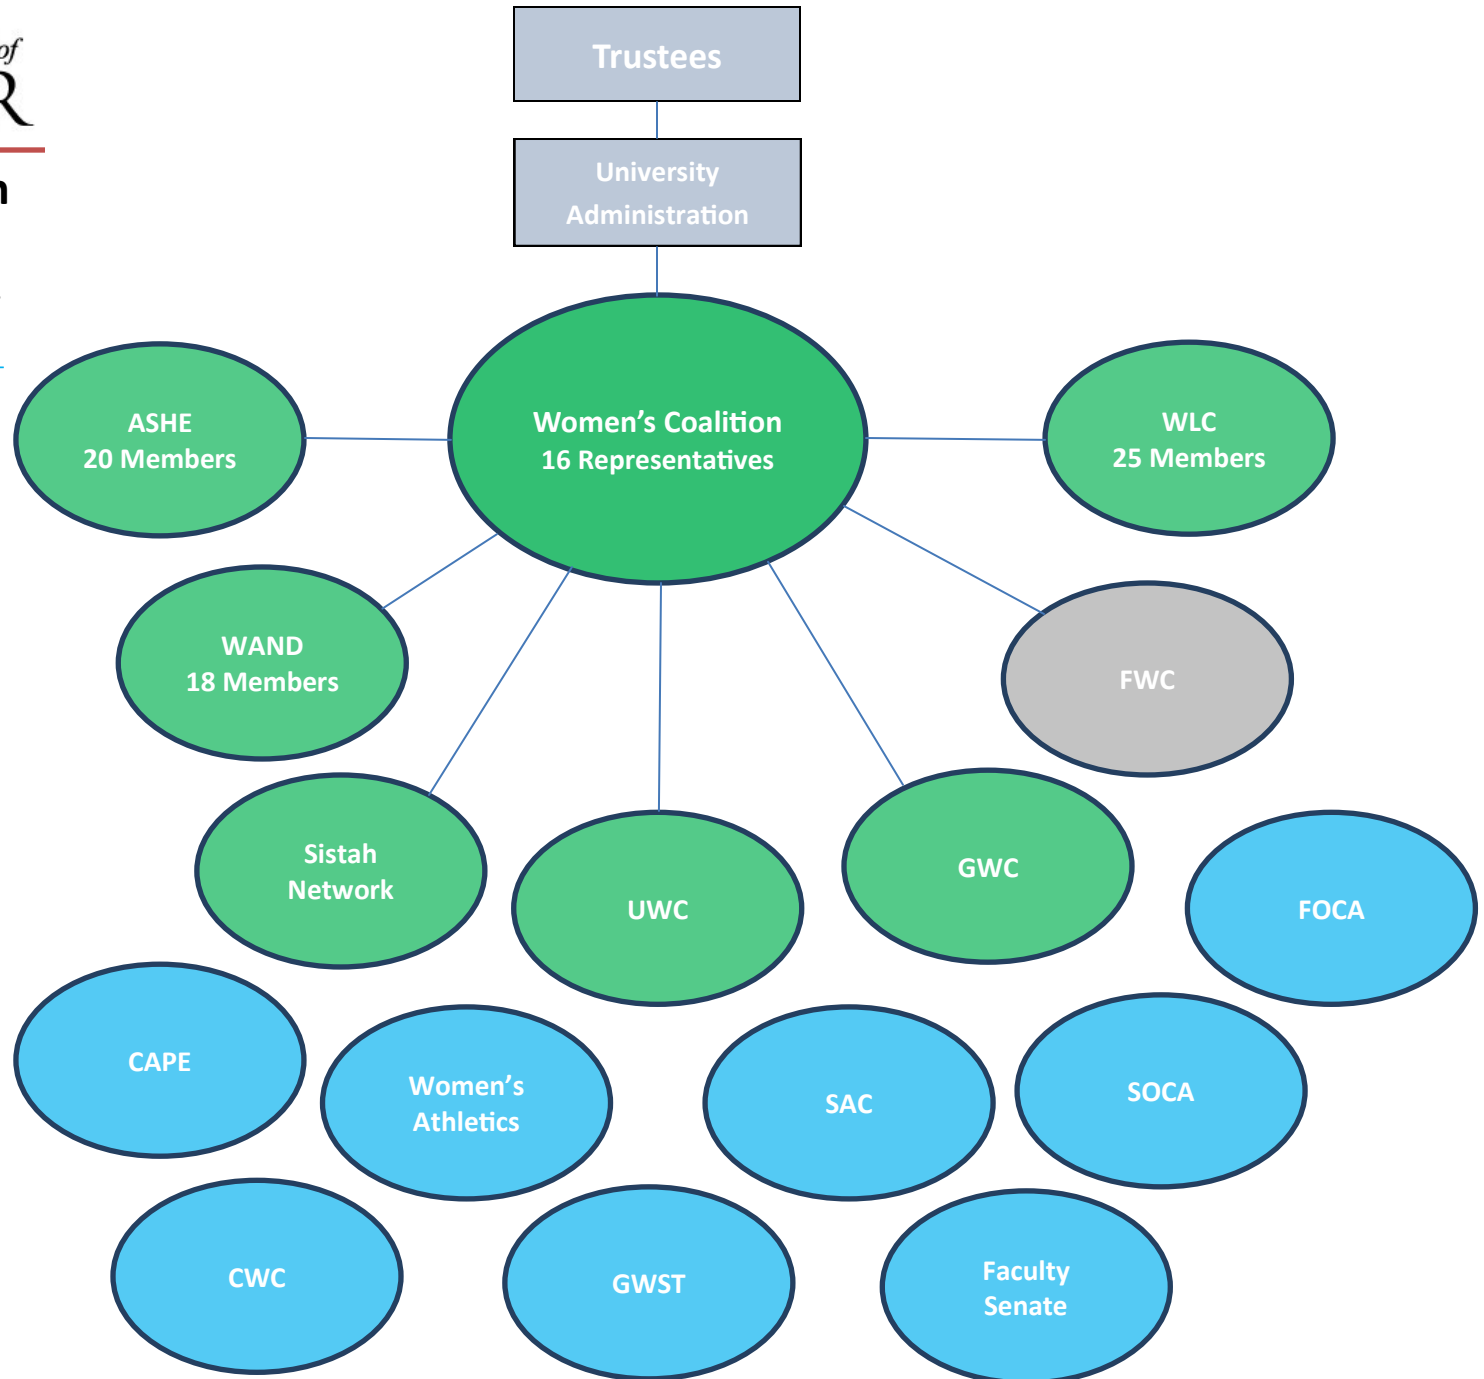 of
R
Trustees
University
Administration
Women’s Coalition
16 Representatives
ASHE
20 Members
WLC
25 Members
WAND
18 Members
FWC
Sistah
Network
UWC
GWC
FOCA
CAPE
Women’s
Athletics
SAC
SOCA
CWC
GWST
Faculty
Senate